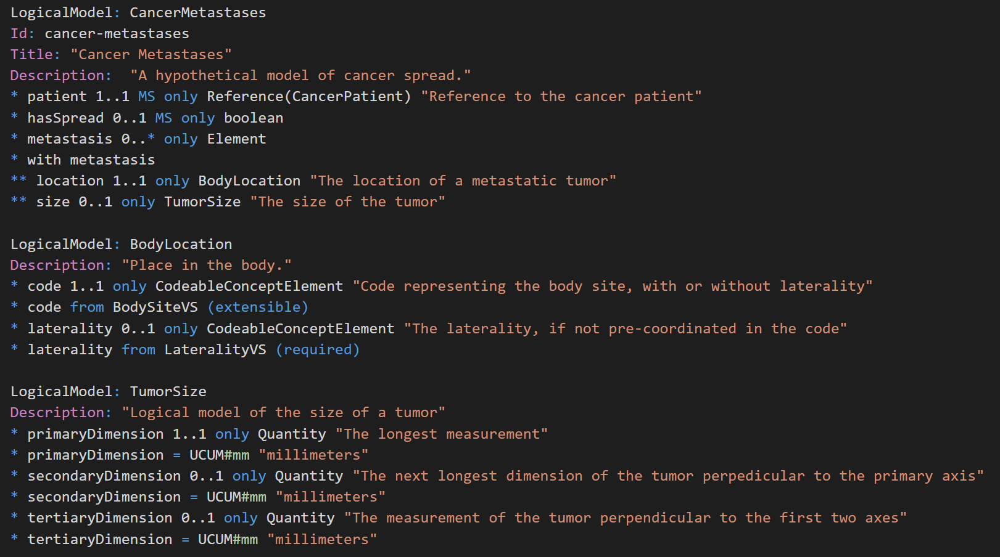 LogicalModel: CancerMetastases
Id: cancer-metastases
Title: "Cancer Metastases"
Description:  "A hypothetical model of cancer spread."
* patient 1..1 MS only Reference(CancerPatient) "Reference to the cancer patient"
* hasSpread 0..1 MS only boolean
* metastasis 0..* only Element
* with metastasis
** location 1..1 only BodyLocation "The location of a metastatic tumor"
** size 0..1 only TumorSize "The size of the tumor"

LogicalModel: BodyLocation
Description: "Place in the body."
* code 1..1 only CodeableConceptElement "Code representing the body site, with or without laterality"
* code from BodySiteVS (extensible)
* laterality 0..1 only CodeableConceptElement "The laterality, if not pre-coordinated in the code"
* laterality from LateralityVS (required)

LogicalModel: TumorSize
Description: "Logical model of the size of a tumor"
* primaryDimension 1..1 only Quantity "The longest measurement"
* primaryDimension = UCUM#mm "millimeters"
* secondaryDimension 0..1 only Quantity "The next longest dimension of the tumor perpedicular to the primary axis"
* secondaryDimension = UCUM#mm "millimeters"
* tertiaryDimension 0..1 only Quantity "The measurement of the tumor perpendicular to the first two axes"
* tertiaryDimension = UCUM#mm "millimeters"